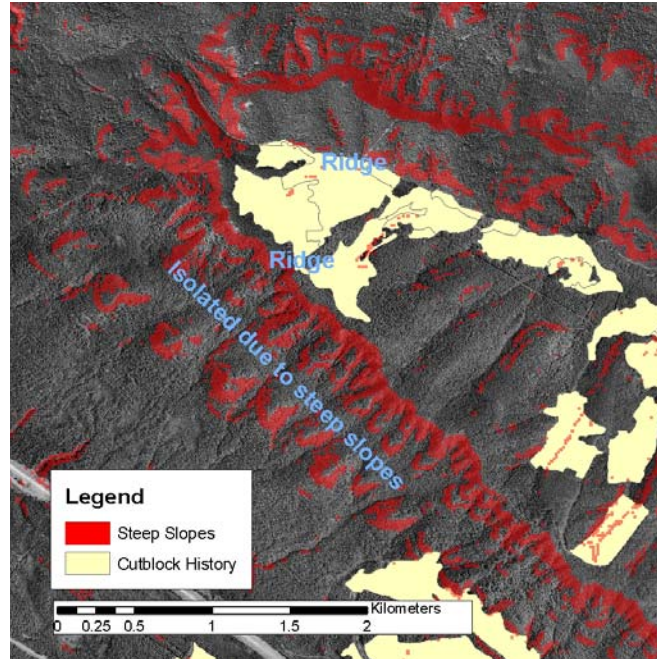 Ridge
Ridge
Isolated due to steep slopes
Legend
Steep Slopes
Cutblock History
Kilometers
0 0.25 0.5 1 1.5 2